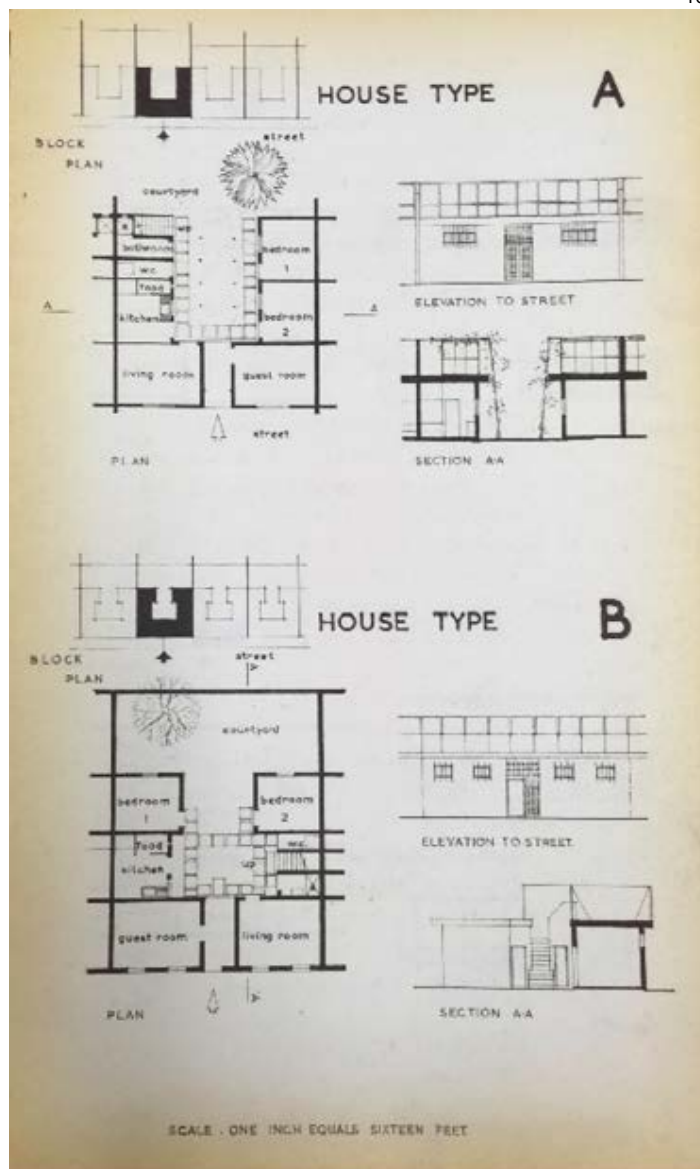 HOUSE TYPE A
BLOCK
PLAN
street
courtyard
up
bathroom
bedroom
1
w.c.
food
A
A
kitchen
bedroom
2
living room
guest room
street
PLAN
ELEVATION TO STREET
SECTION A-A
HOUSE TYPE B
BLOCK
PLAN
street
A
courtyard
bedroom
1
bedroom
2
food
w.c.
kitchen
up
guest room
living room
A
PLAN
ELEVATION TO STREET
SECTION A-A
SCALE . ONE INCH EQUALS SIXTEEN FEET